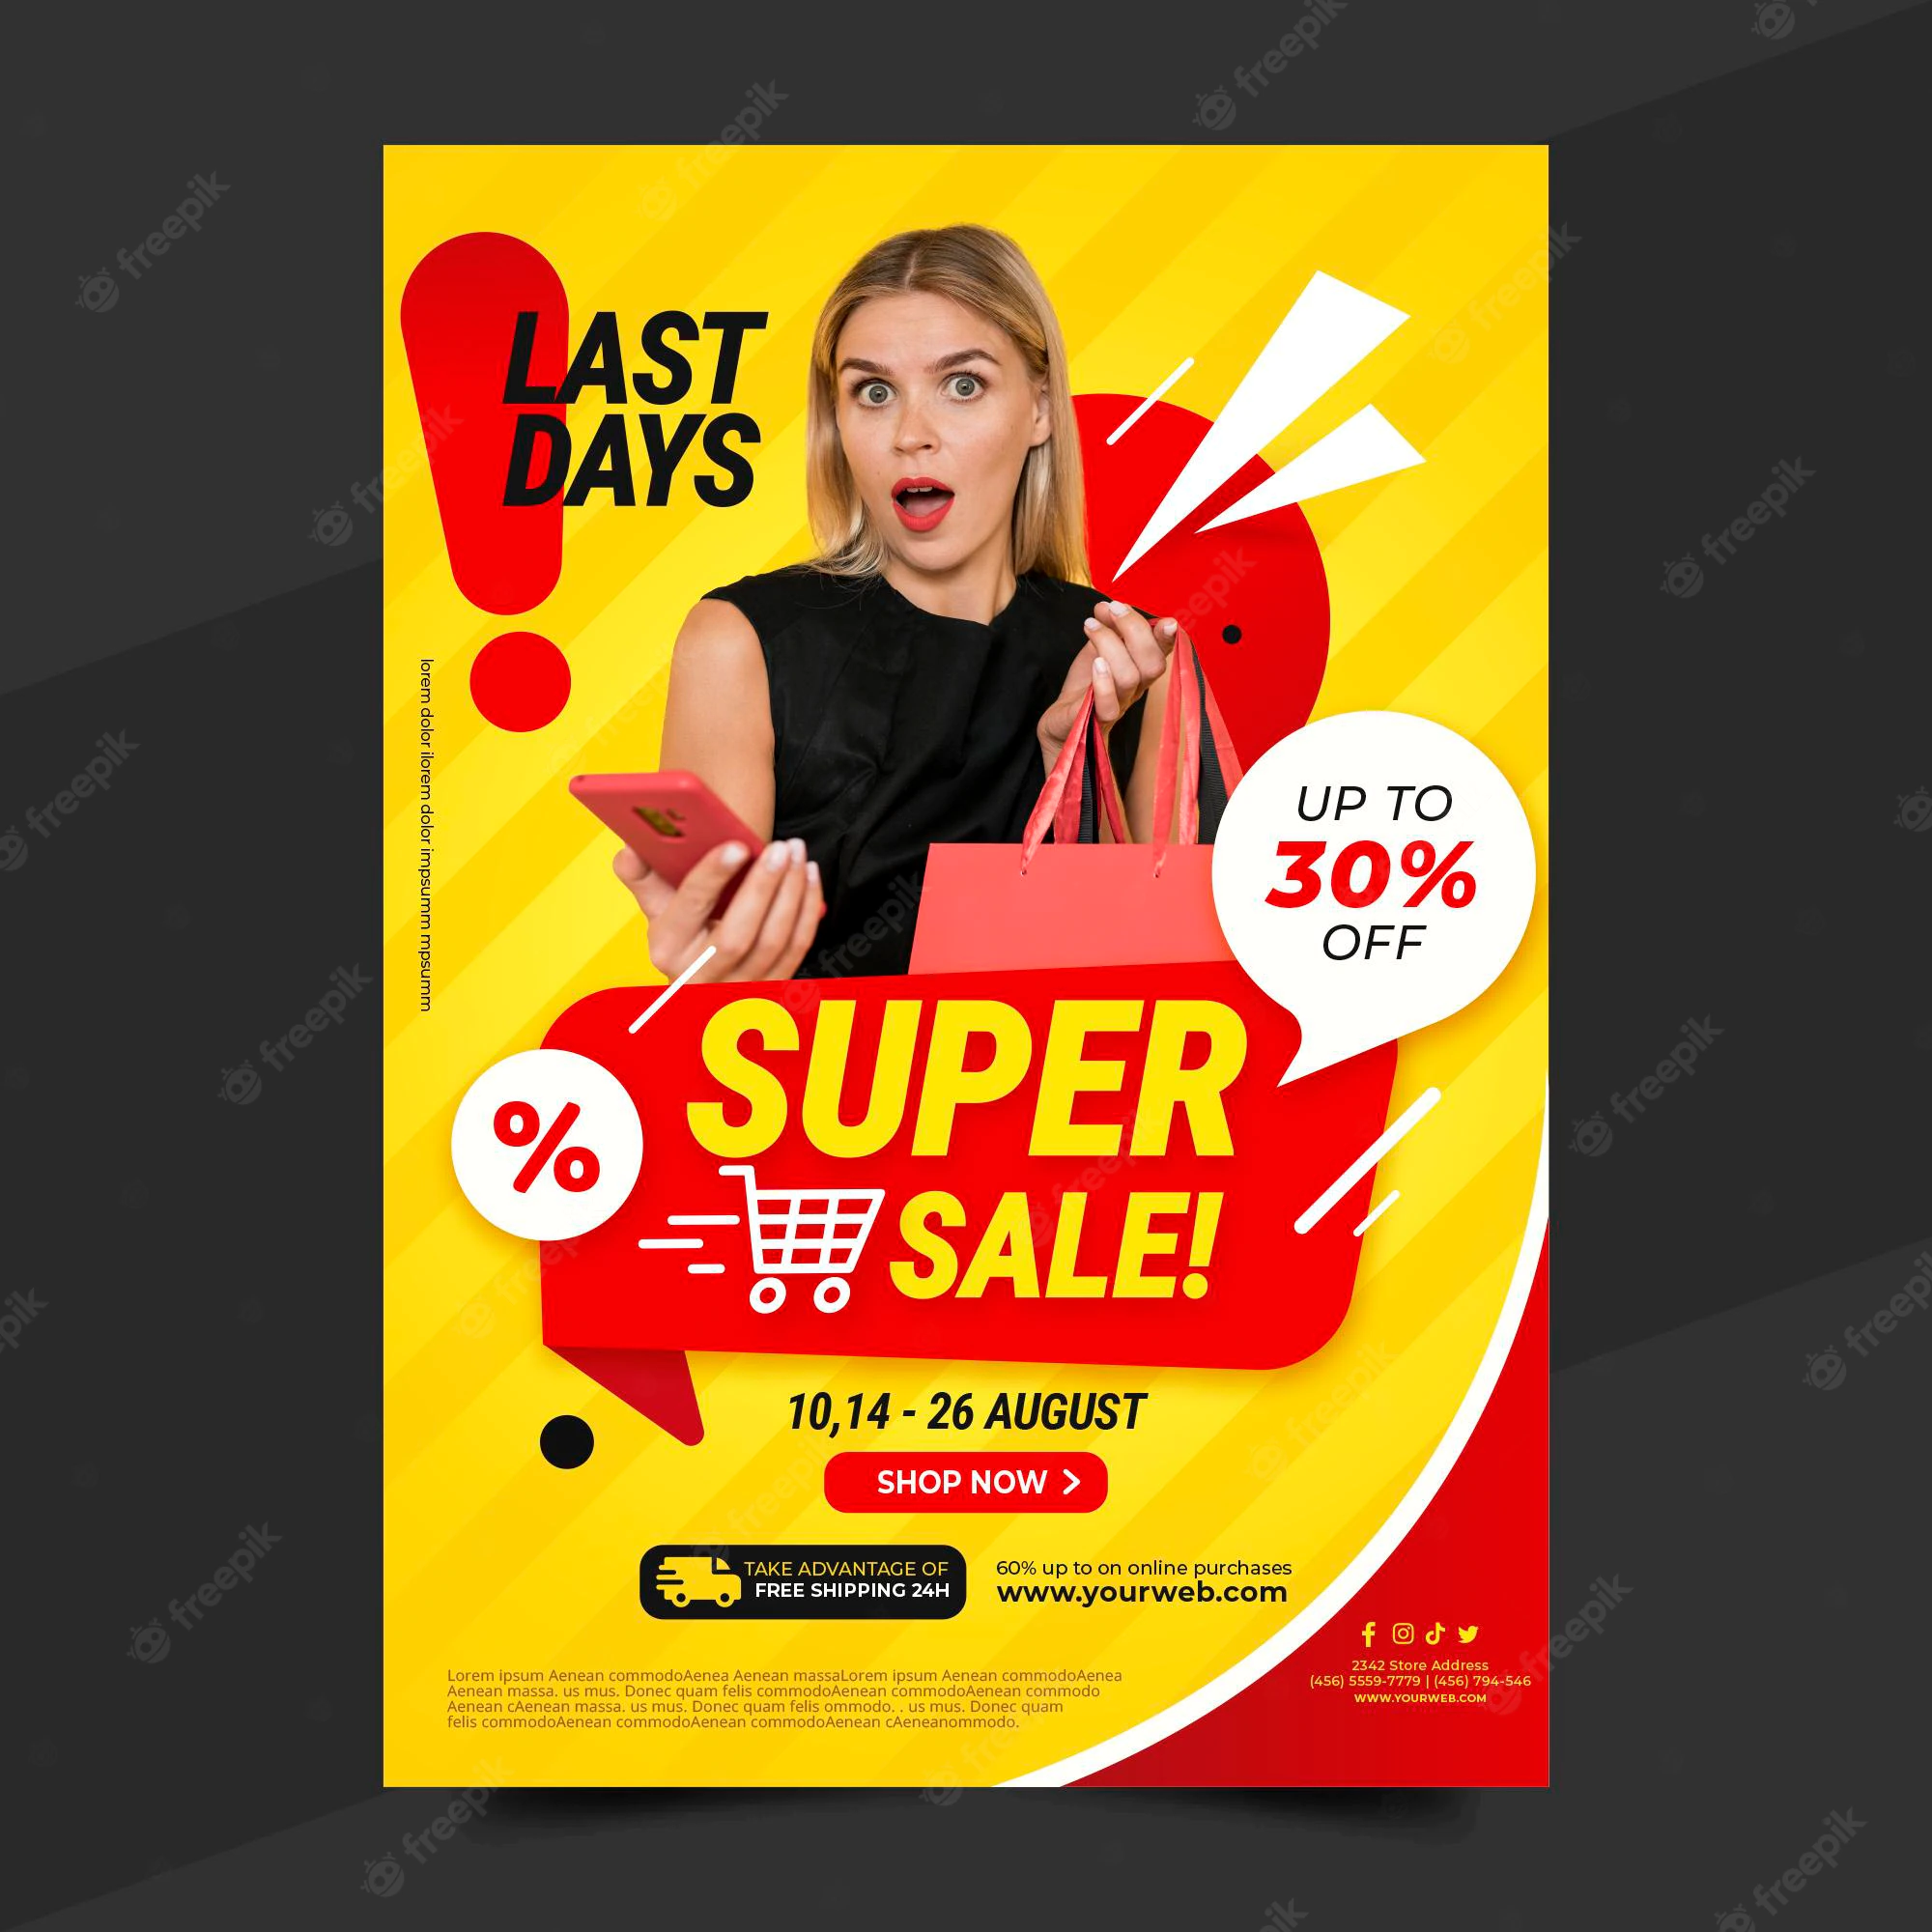 LAST
DAYS
lorem dolor ilorem dolor impsumm mpsumm
UP TO
30%
OFF
%
SUPER
SALE!
10,14 - 26 AUGUST
SHOP NOW
TAKE ADVANTAGE OF
FREE SHIPPING 24H
60% up to on online purchases
www.yourweb.com
2342 Store Address
(456) 5559-7779 | (456) 794-546
WWW.YOURWEB.COM
Lorem ipsum Aenean commodoAenea Aenean massaLorem ipsum Aenean commodoAenea
Aenean massa. us mus. Donec quam felis commodoAenean commodoAenean commodo
Aenean cAenean massa. us mus. Donec quam felis ommodo. . us mus. Donec quam
felis commodoAenean commodoAenean commodoAenean cAeneanommodo.
freepik